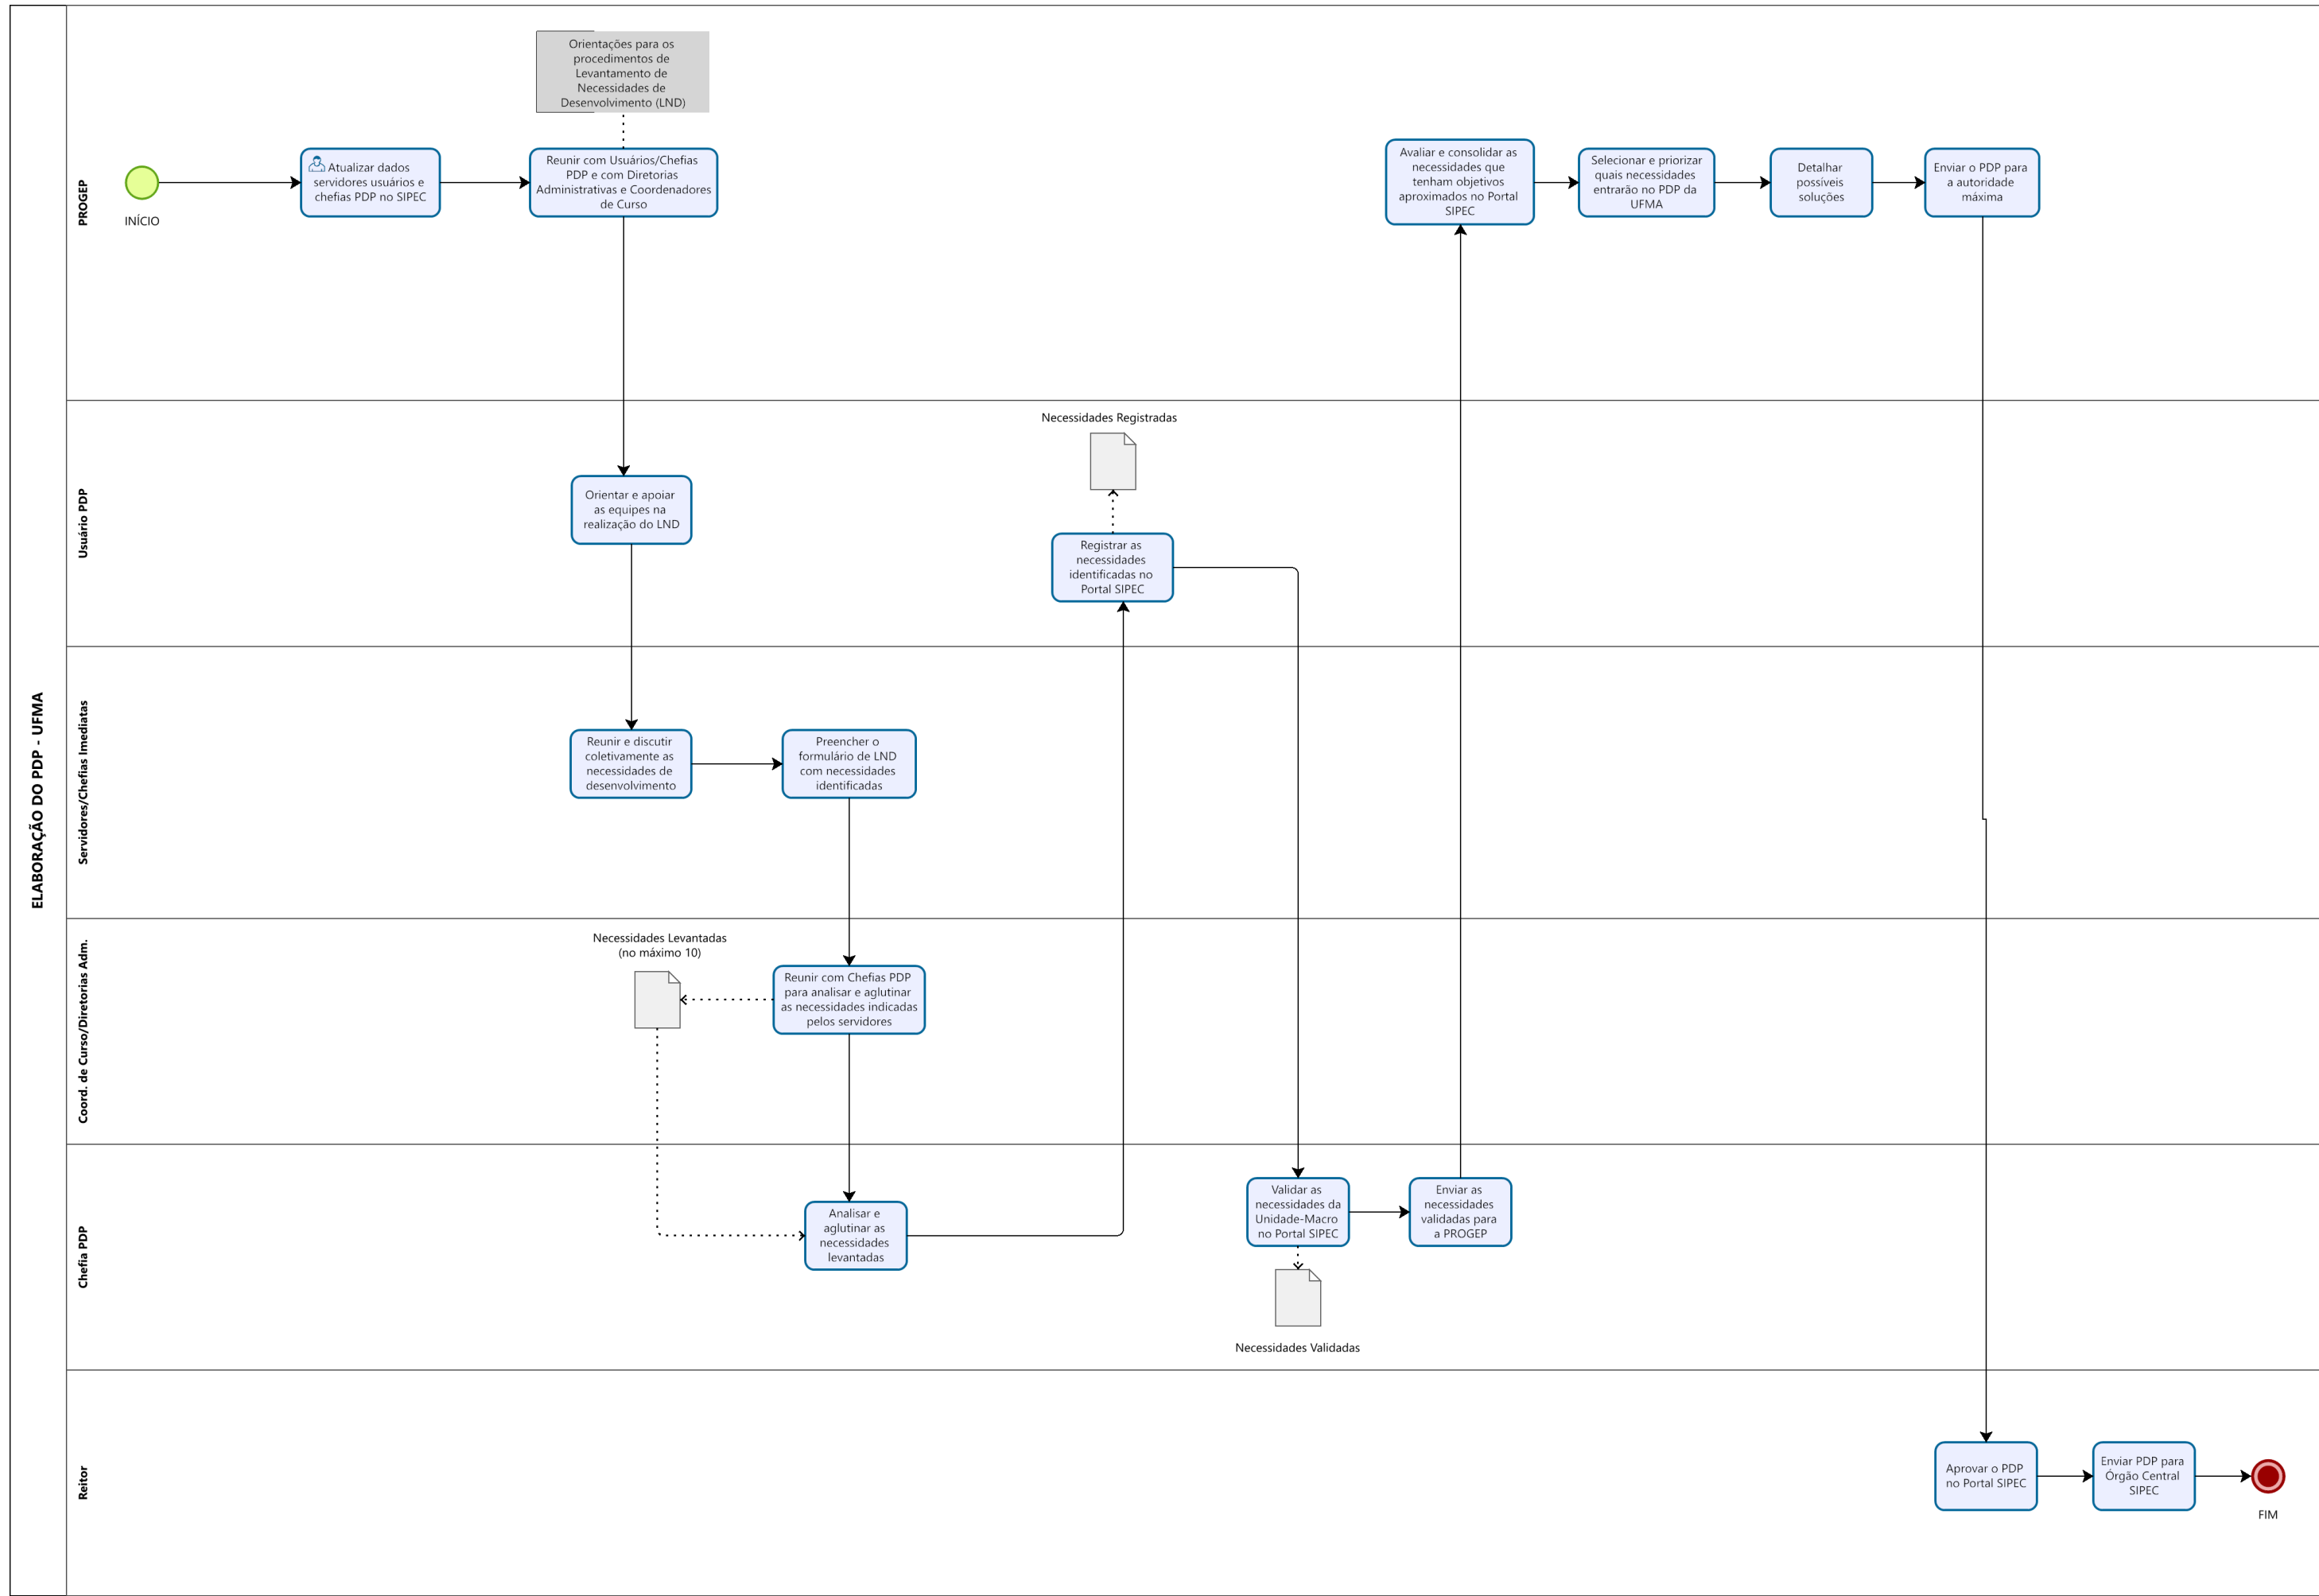 ELABORAÇÃO DO PDP - UFMA
PROGEP
Orientações para os
procedimentos de
Levantamento de
Necessidades de
Desenvolvimento (LND)
INÍCIO
Atualizar dados
servidores usuários e
chefias PDP no SIPEC
Reunir com Usuários/Chefias
PDP e com Diretorias
Administrativas e Coordenadores
de Curso
Avaliar e consolidar as
necessidades que
tenham objetivos
aproximados no Portal
SIPEC
Selecionar e priorizar
quais necessidades
entrarão no PDP da
UFMA
Detalhar
possíveis
soluções
Enviar o PDP para
a autoridade
máxima
Usuário PDP
Orientar e apoiar
as equipes na
realização do LND
Necessidades Registradas
Registrar as
necessidades
identificadas no
Portal SIPEC
Servidores/Chefias Imediatas
Reunir e discutir
coletivamente as
necessidades de
desenvolvimento
Preencher o
formulário de LND
com necessidades
identificadas
Coord. de Curso/Diretorias Adm.
Necessidades Levantadas
(no máximo 10)
Reunir com Chefias PDP
para analisar e aglutinar
as necessidades indicadas
pelos servidores
Chefia PDP
Analisar e
aglutinar as
necessidades
levantadas
Validar as
necessidades da
Unidade-Macro
no Portal SIPEC
Enviar as
necessidades
validadas para
a PROGEP
Necessidades Validadas
Reitor
Aprovar o PDP
no Portal SIPEC
Enviar PDP para
Órgão Central
SIPEC
FIM